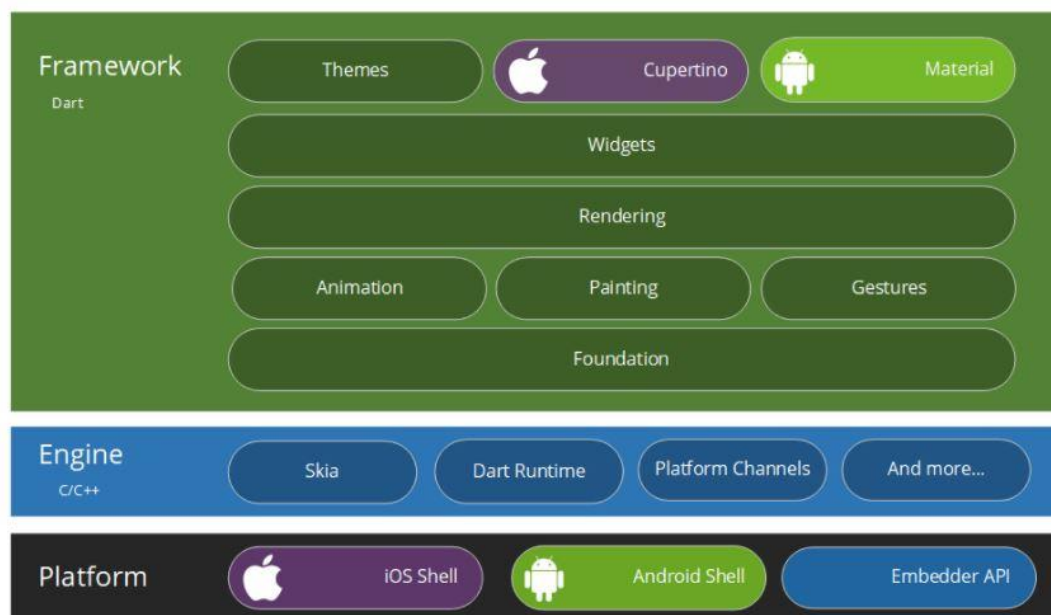 Framework
Dart
Themes
Cupertino
Material
Widgets
Rendering
Animation
Painting
Gestures
Foundation
Engine
C/C++
Skia
Dart Runtime
Platform Channels
And more...
Platform
iOS Shell
Android Shell
Embedder API